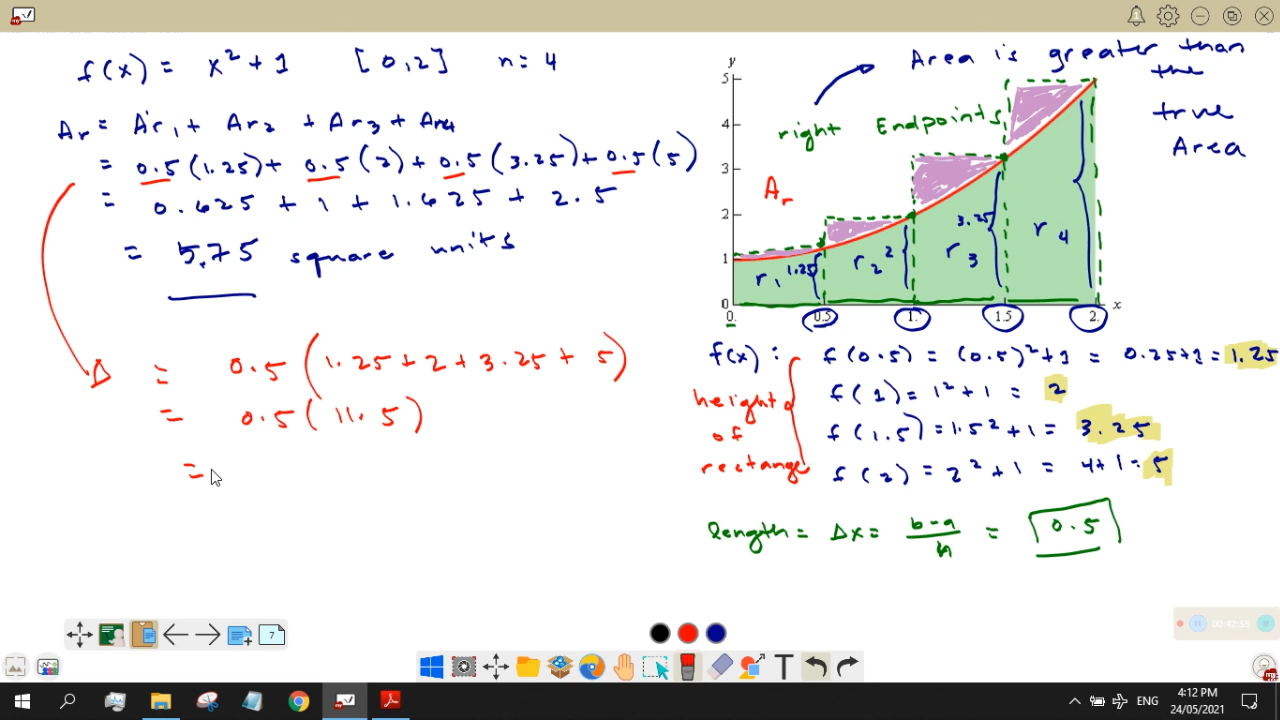 f(x) = x² + 1 [0,2] n = 4
Ar = Ar₁ + Ar₂ + Ar₃ + Ar₄
= 0.5(1.25) + 0.5(2) + 0.5(3.25) + 0.5(5)
= 0.625 + 1 + 1.625 + 2.5
= 5.75 square units
= 0.5(1.25 + 2 + 3.25 + 5)
= 0.5(11.5)
=
Area is greater than
the
true
Area
right Endpoints
Ar
y
5
4
3
2
1
0
r₁ 1.25 r₂ 2 r₃ 3.25 r₄
0. 0.5 1. 1.5 2. x
f(x) : f(0.5) = (0.5)² + 1 = 0.25+1 = 1.25
f(1) = 1² + 1 = 2
f(1.5) = 1.5² + 1 = 3.25
f(2) = 2² + 1 = 4+1 = 5
height
of
rectange
length = Δx = b-a/n = 0.5
7
00:42:55
T
ENG
4:12 PM
24/05/2021